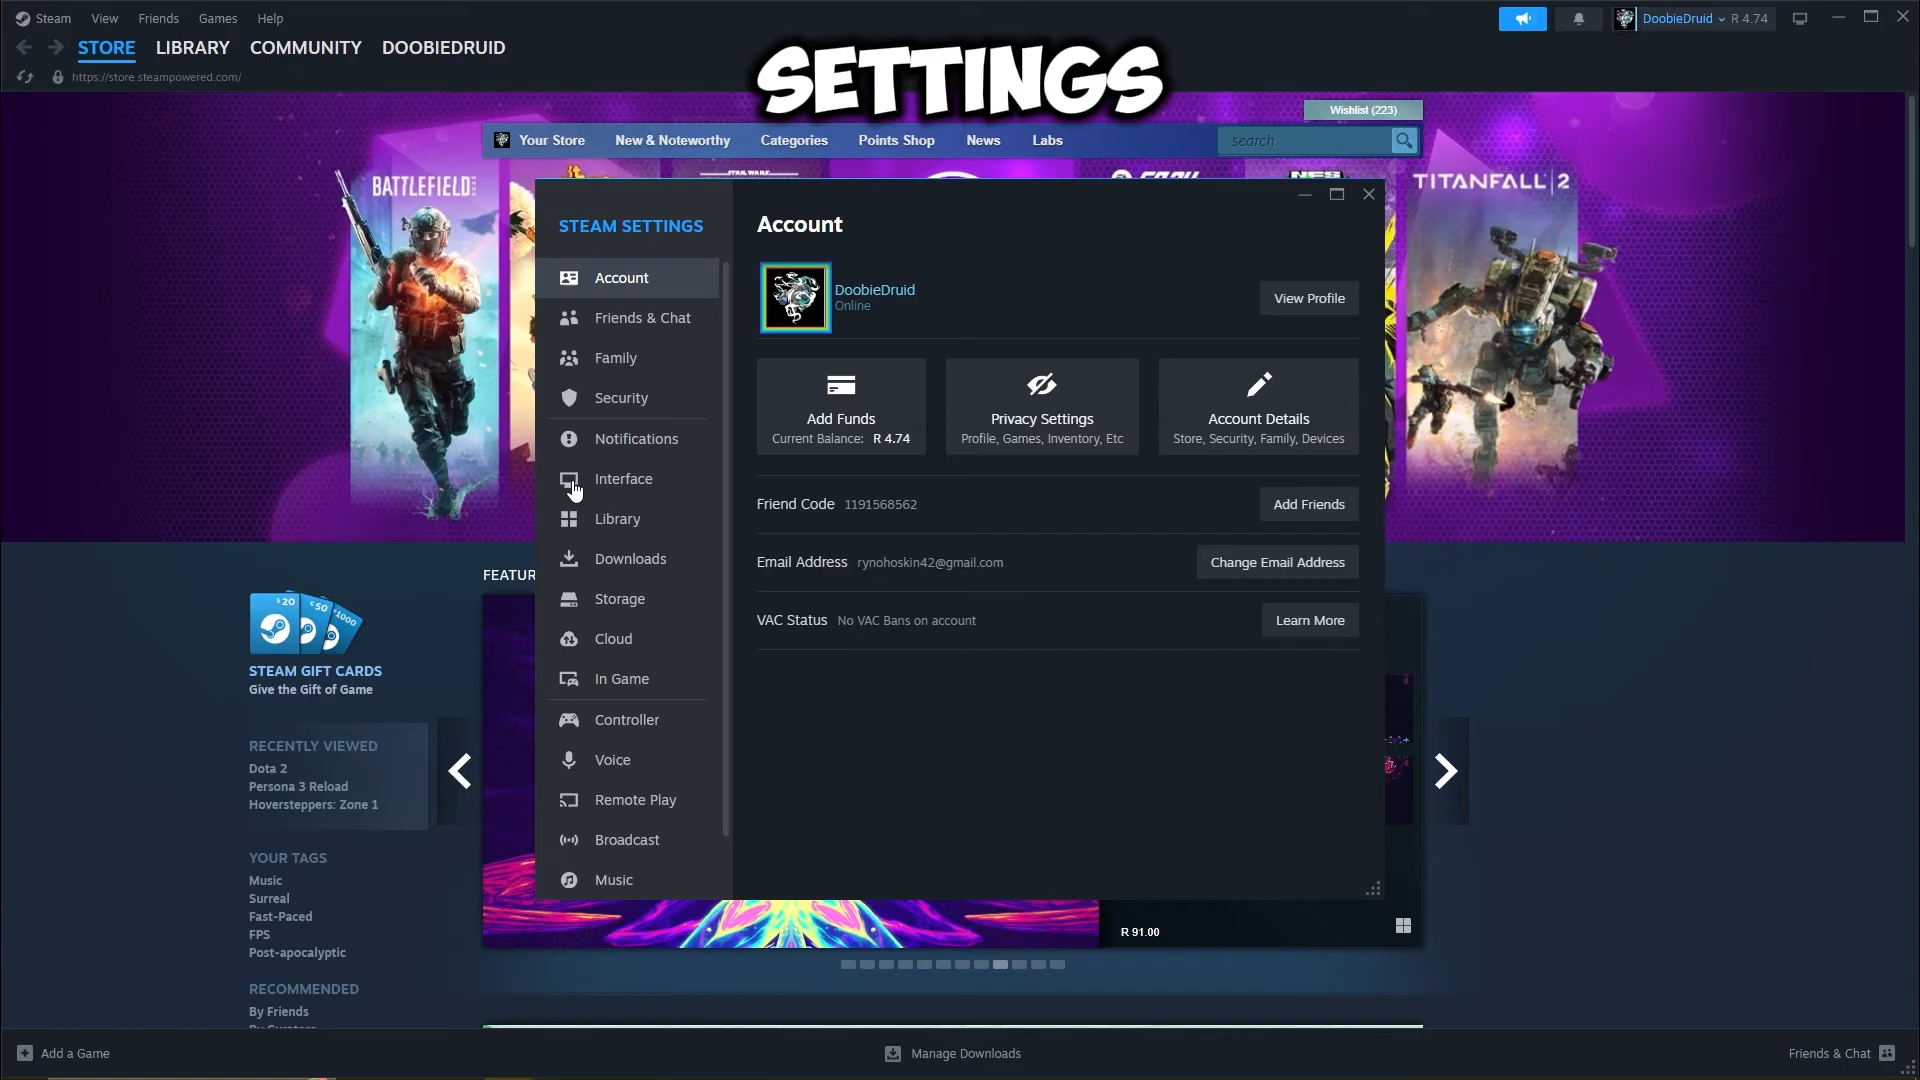 Steam View Friends Games Help
DoobieDruid R 4.74
STORE LIBRARY COMMUNITY DOOBIEDRUID
https://store.steampowered.com/
SETTINGS
Wishlist (223)
Your Store New & Noteworthy Categories Points Shop News Labs
search
BATTLEFIELD
STAR WARS
TITANFALL | 2
STEAM SETTINGS
Account
Friends & Chat
Family
Security
Notifications
Interface
Library
Downloads
Storage
Cloud
In Game
Controller
Voice
Remote Play
Broadcast
Music
Account
DoobieDruid
Online
View Profile
Add Funds
Current Balance: R 4.74
Privacy Settings
Profile, Games, Inventory, Etc
Account Details
Store, Security, Family, Devices
Friend Code 1191568562
Add Friends
Email Address rynohoskin42@gmail.com
Change Email Address
VAC Status No VAC Bans on account
Learn More
FEATUR
$20 €50 ¥1000
STEAM GIFT CARDS
Give the Gift of Game
RECENTLY VIEWED
Dota 2
Persona 3 Reload
Hoversteppers: Zone 1
YOUR TAGS
Music
Surreal
Fast-Paced
FPS
Post-apocalyptic
RECOMMENDED
By Friends
R 91.00
Add a Game
Manage Downloads
Friends & Chat